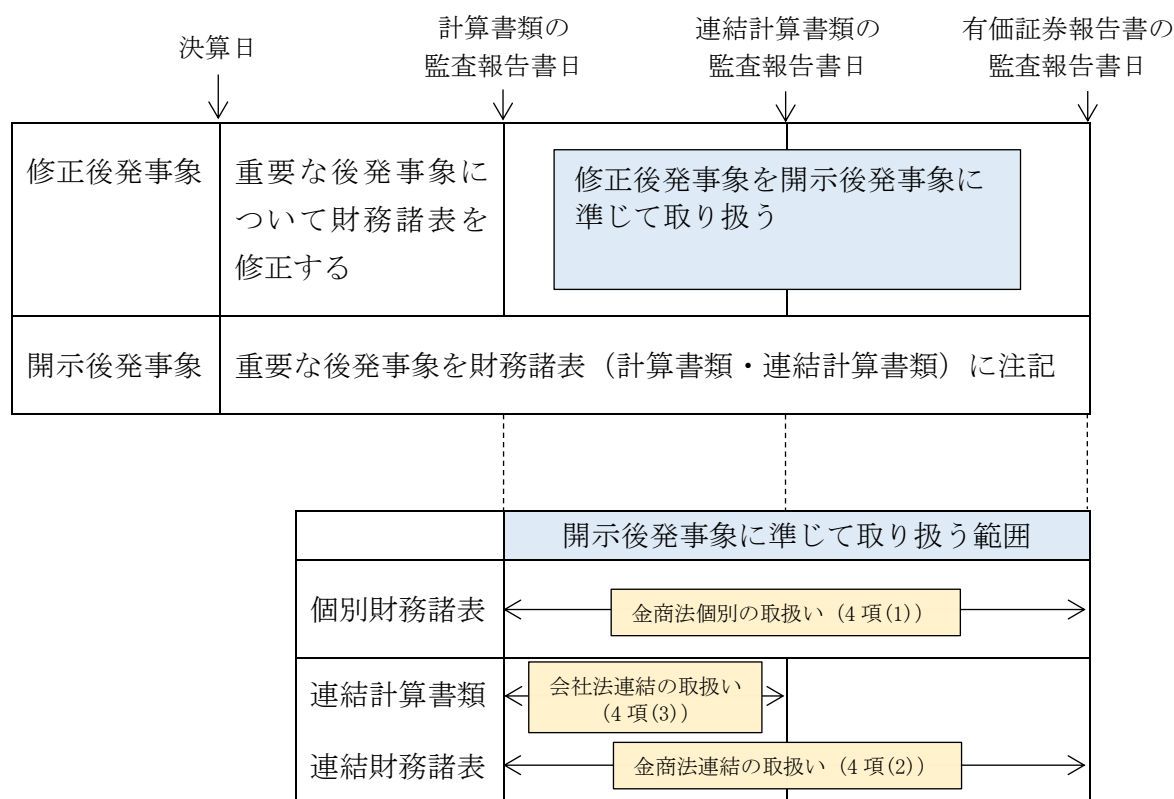 決算日
計算書類の
監査報告書日
連結計算書類の
監査報告書日
有価証券報告書の
監査報告書日
修正後発事象
重要な後発事象に
ついて財務諸表を
修正する
修正後発事象を開示後発事象に
準じて取り扱う
開示後発事象
重要な後発事象を財務諸表（計算書類・連結計算書類）に注記
開示後発事象に準じて取り扱う範囲
個別財務諸表
金商法個別の取扱い（4 項(1)）
連結計算書類
会社法連結の取扱い
（4 項(3)）
連結財務諸表
金商法連結の取扱い（4 項(2)）